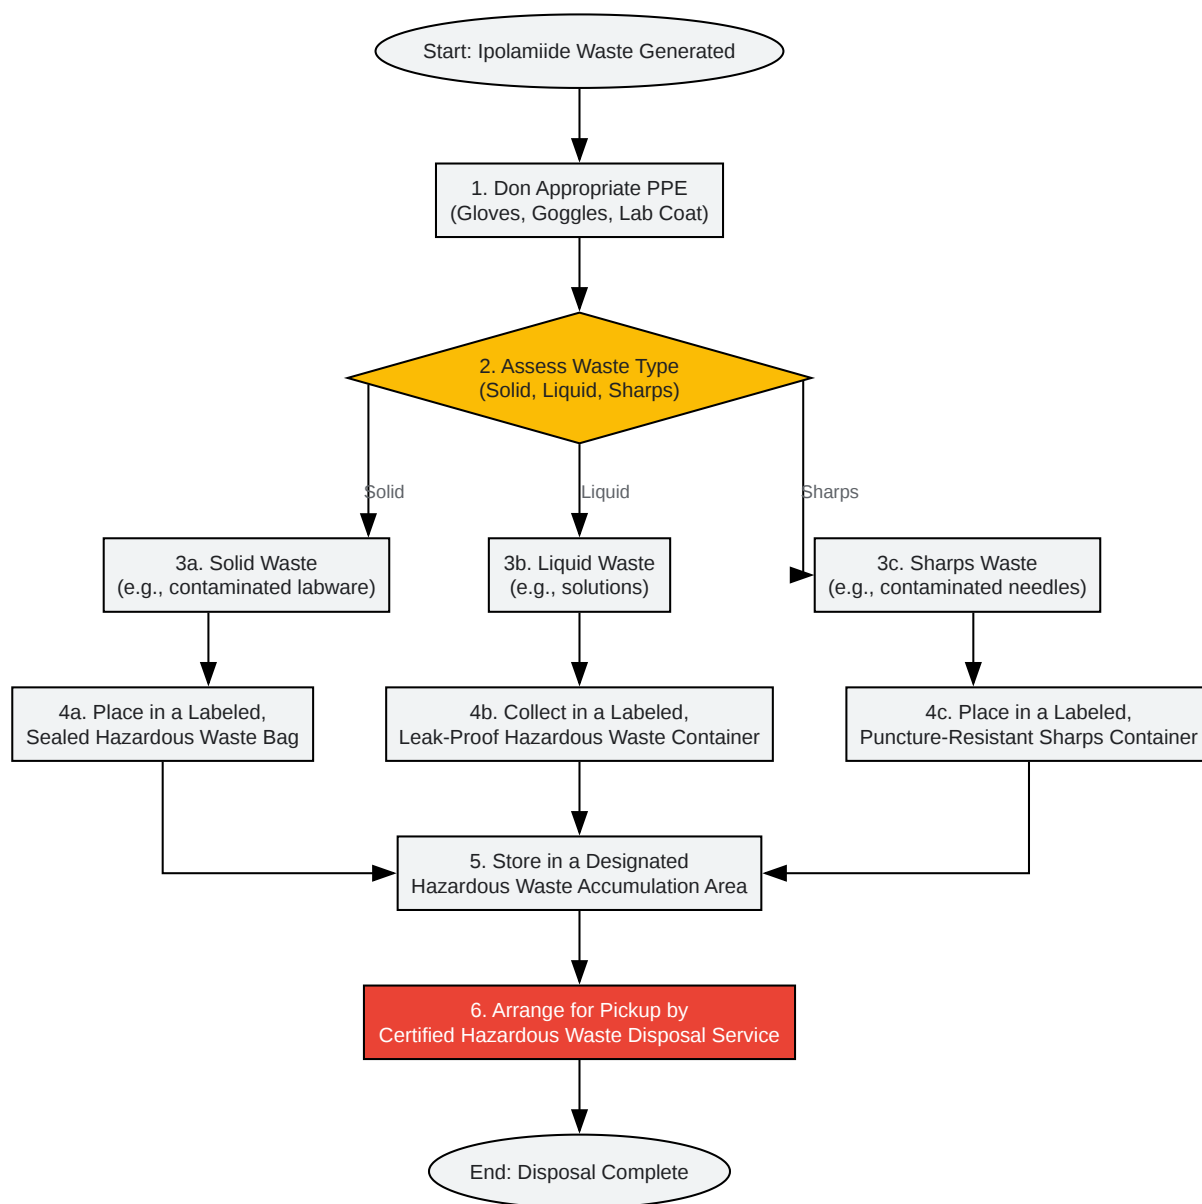 Start: Ipolamiide Waste Generated
1. Don Appropriate PPE
(Gloves, Goggles, Lab Coat)
2. Assess Waste Type
(Solid, Liquid, Sharps)
Solid
Liquid
Sharps
3a. Solid Waste
(e.g., contaminated labware)
3b. Liquid Waste
(e.g., solutions)
3c. Sharps Waste
(e.g., contaminated needles)
4a. Place in a Labeled,
Sealed Hazardous Waste Bag
4b. Collect in a Labeled,
Leak-Proof Hazardous Waste Container
4c. Place in a Labeled,
Puncture-Resistant Sharps Container
5. Store in a Designated
Hazardous Waste Accumulation Area
6. Arrange for Pickup by
Certified Hazardous Waste Disposal Service
End: Disposal Complete